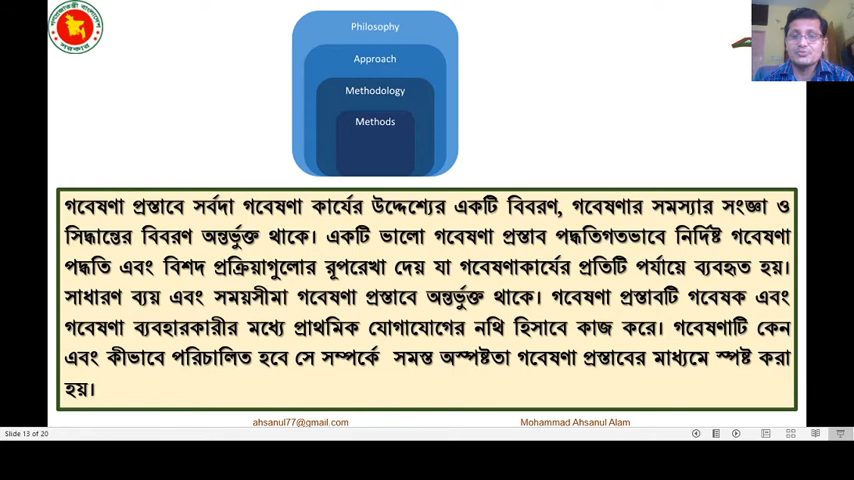 Philosophy
Approach
Methodology
Methods
গবেষণা প্রস্তাবে সর্বদা গবেষণা কার্যের উদ্দেশ্যের একটি বিবরণ, গবেষণার সমস্যার সংজ্ঞা ও
সিদ্ধান্তের বিবরণ অন্তর্ভুক্ত থাকে। একটি ভালো গবেষণা প্রস্তাব পদ্ধতিগতভাবে নির্দিষ্ট গবেষণা
পদ্ধতি এবং বিশদ প্রক্রিয়াগুলোর রূপরেখা দেয় যা গবেষণাকার্যের প্রতিটি পর্যায়ে ব্যবহৃত হয়।
সাধারণ ব্যয় এবং সময়সীমা গবেষণা প্রস্তাবে অন্তর্ভুক্ত থাকে। গবেষণা প্রস্তাবটি গবেষক এবং
গবেষণা ব্যবহারকারীর মধ্যে প্রাথমিক যোগাযোগের নথি হিসাবে কাজ করে। গবেষণাটি কেন
এবং কীভাবে পরিচালিত হবে সে সম্পর্কে সমস্ত অস্পষ্টতা গবেষণা প্রস্তাবের মাধ্যমে স্পষ্ট করা
হয়।
ahsanul77@gmail.com Mohammad Ahsanul Alam
Slide 13 of 20